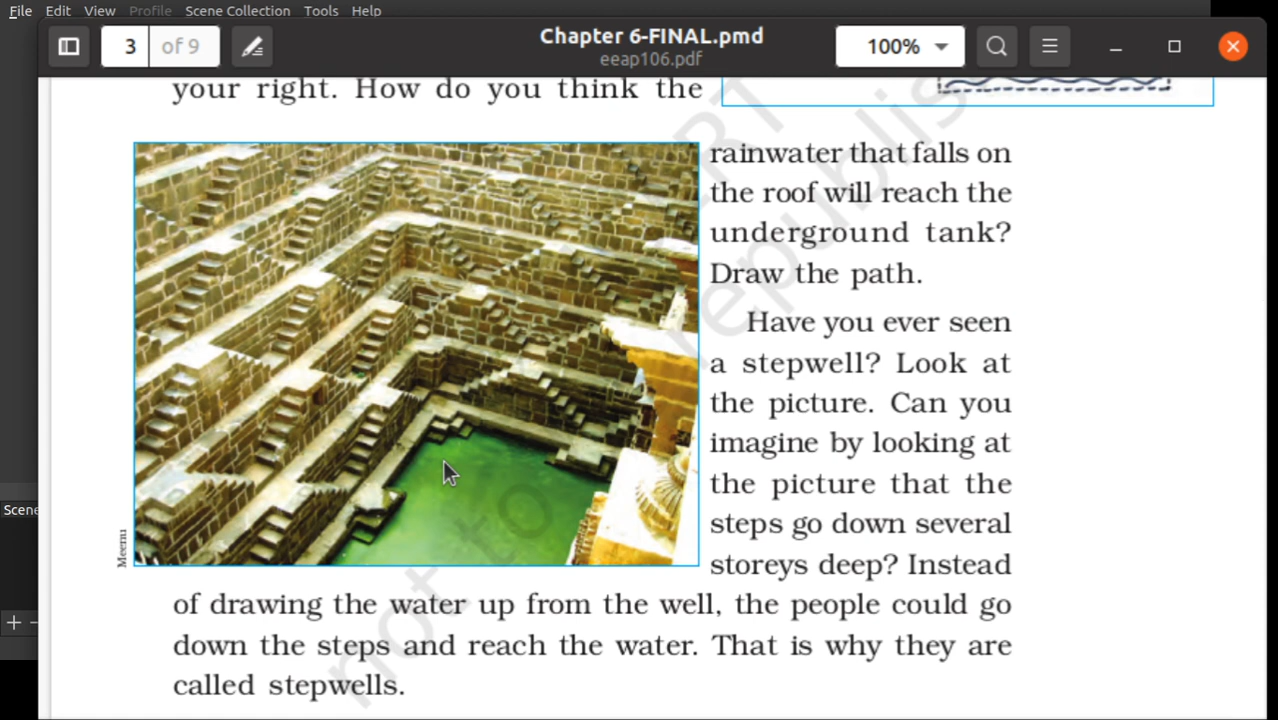 File Edit View Profile Scene Collection Tools Help
3 of 9
Chapter 6-FINAL.pmd
eeap106.pdf
100%
your right. How do you think the
rainwater that falls on
the roof will reach the
underground tank?
Draw the path.
Have you ever seen
a stepwell? Look at
the picture. Can you
imagine by looking at
the picture that the
steps go down several
storeys deep? Instead
of drawing the water up from the well, the people could go
down the steps and reach the water. That is why they are
called stepwells.
Meenu
Scene
not to republis